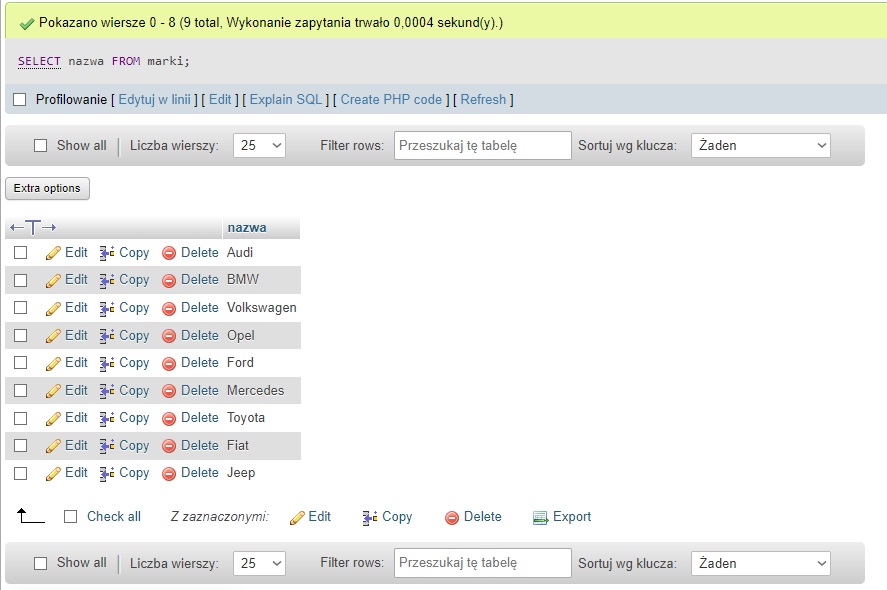 Pokazano wiersze 0 - 8 (9 total, Wykonanie zapytania trwało 0,0004 sekund(y).)
SELECT nazwa FROM marki;
Profilowanie [ Edytuj w linii ] [ Edit ] [ Explain SQL ] [ Create PHP code ] [ Refresh ]
Show all Liczba wierszy: 25 Filter rows: Przeszukaj tę tabelę Sortuj wg klucza: Żaden
Extra options
nazwa
Edit Copy Delete Audi
Edit Copy Delete BMW
Edit Copy Delete Volkswagen
Edit Copy Delete Opel
Edit Copy Delete Ford
Edit Copy Delete Mercedes
Edit Copy Delete Toyota
Edit Copy Delete Fiat
Edit Copy Delete Jeep
Check all Z zaznaczonymi: Edit Copy Delete Export
Show all Liczba wierszy: 25 Filter rows: Przeszukaj tę tabelę Sortuj wg klucza: Żaden